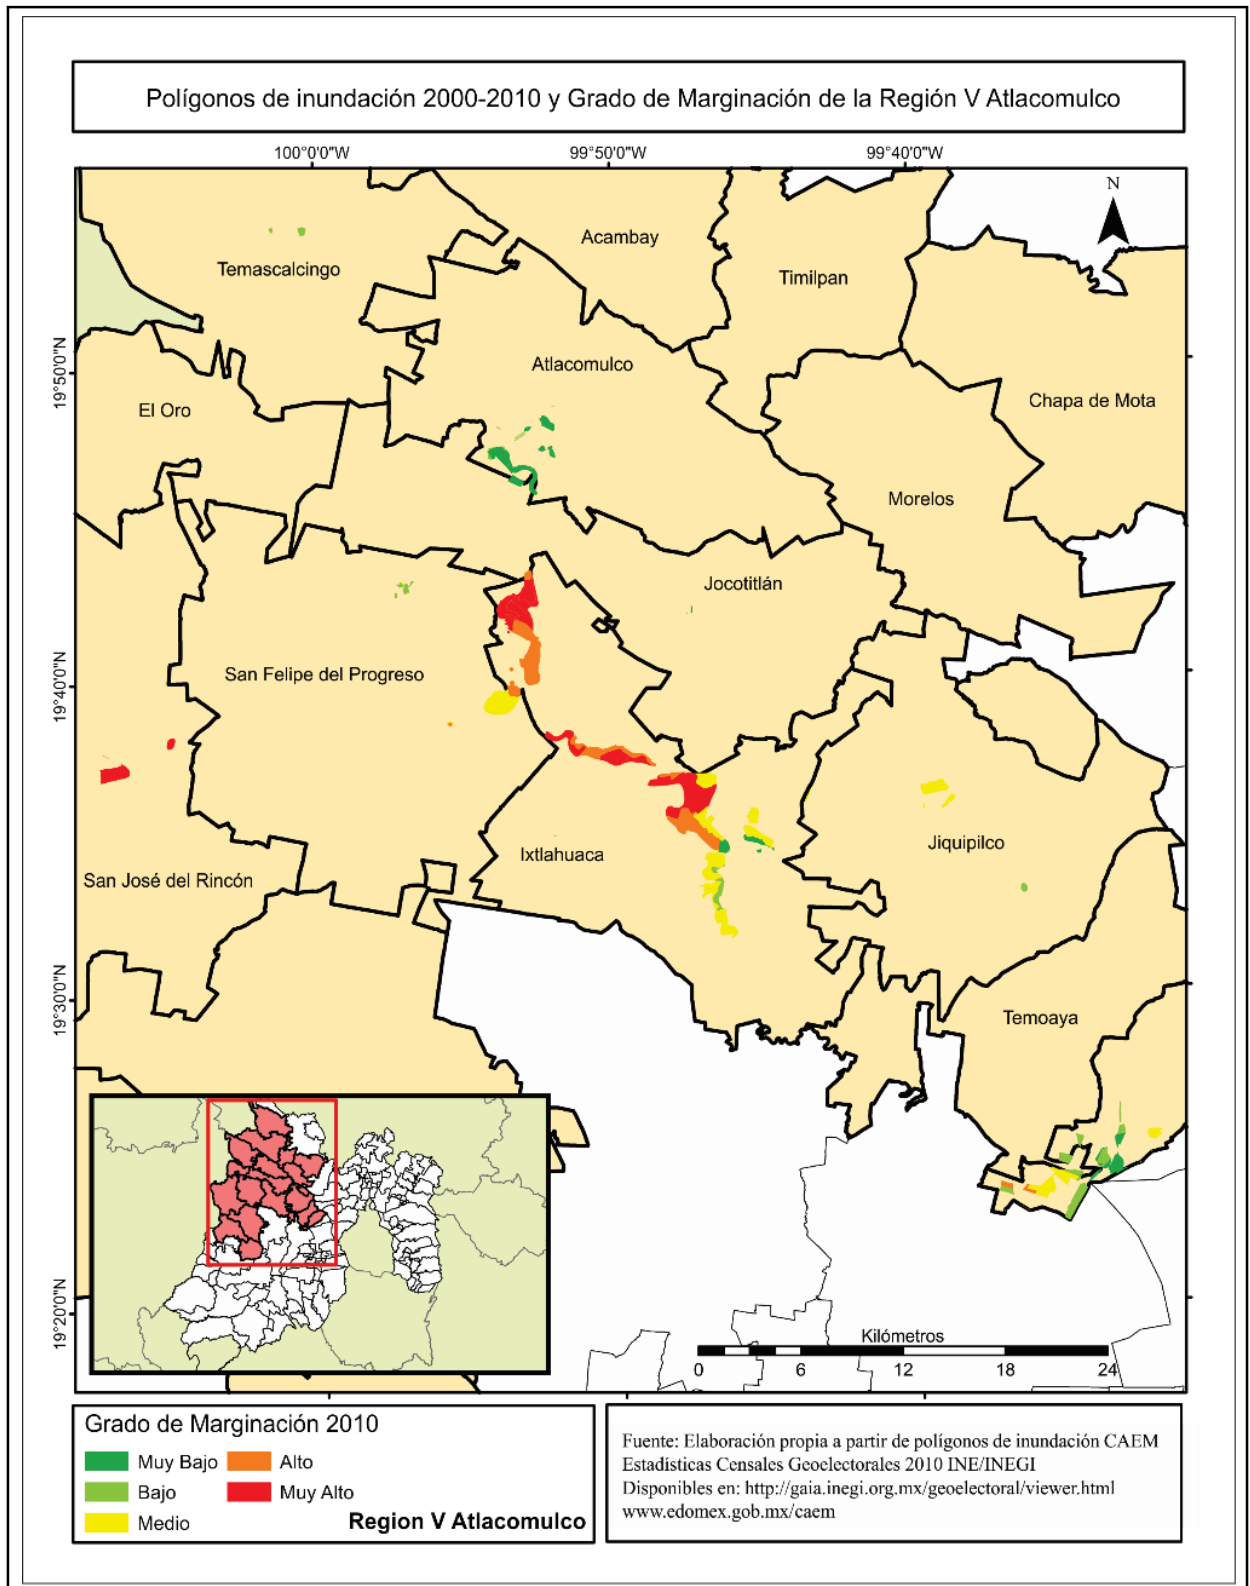 Polígonos de inundación 2000-2010 y Grado de Marginación de la Región V Atlacomulco
100°0'0"W
99°50'0"W
99°40'0"W
N
Acambay
Temascalcingo
Timilpan
19°50'0"N
Atlacomulco
Chapa de Mota
El Oro
Morelos
Jocotitlán
19°40'0"N
San Felipe del Progreso
Ixtlahuaca
Jiquipilco
San José del Rincón
19°30'0"N
Temoaya
19°20'0"N
Kilómetros
0 6 12 18 24
Grado de Marginación 2010
Muy Bajo
Alto
Bajo
Muy Alto
Medio
Region V Atlacomulco
Fuente: Elaboración propia a partir de polígonos de inundación CAEM
Estadísticas Censales Geoelectorales 2010 INE/INEGI
Disponibles en: http://gaia.inegi.org.mx/geoelectoral/viewer.html
www.edomex.gob.mx/caem